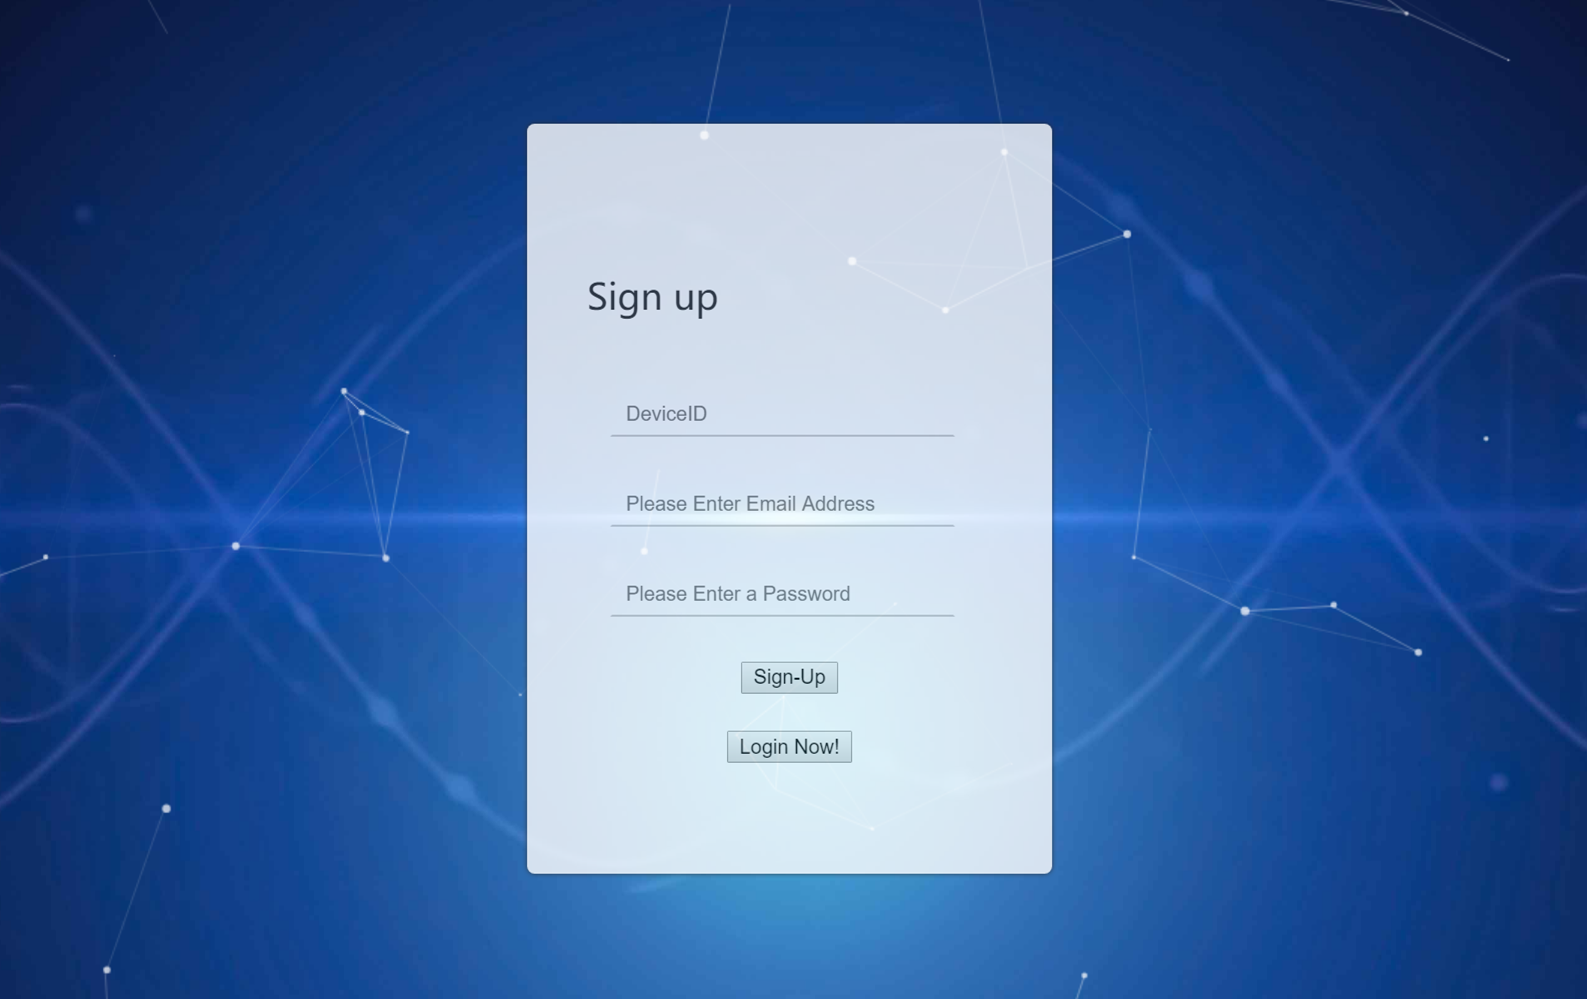 Sign up
DeviceID
Please Enter Email Address
Please Enter a Password
Sign-Up
Login Now!